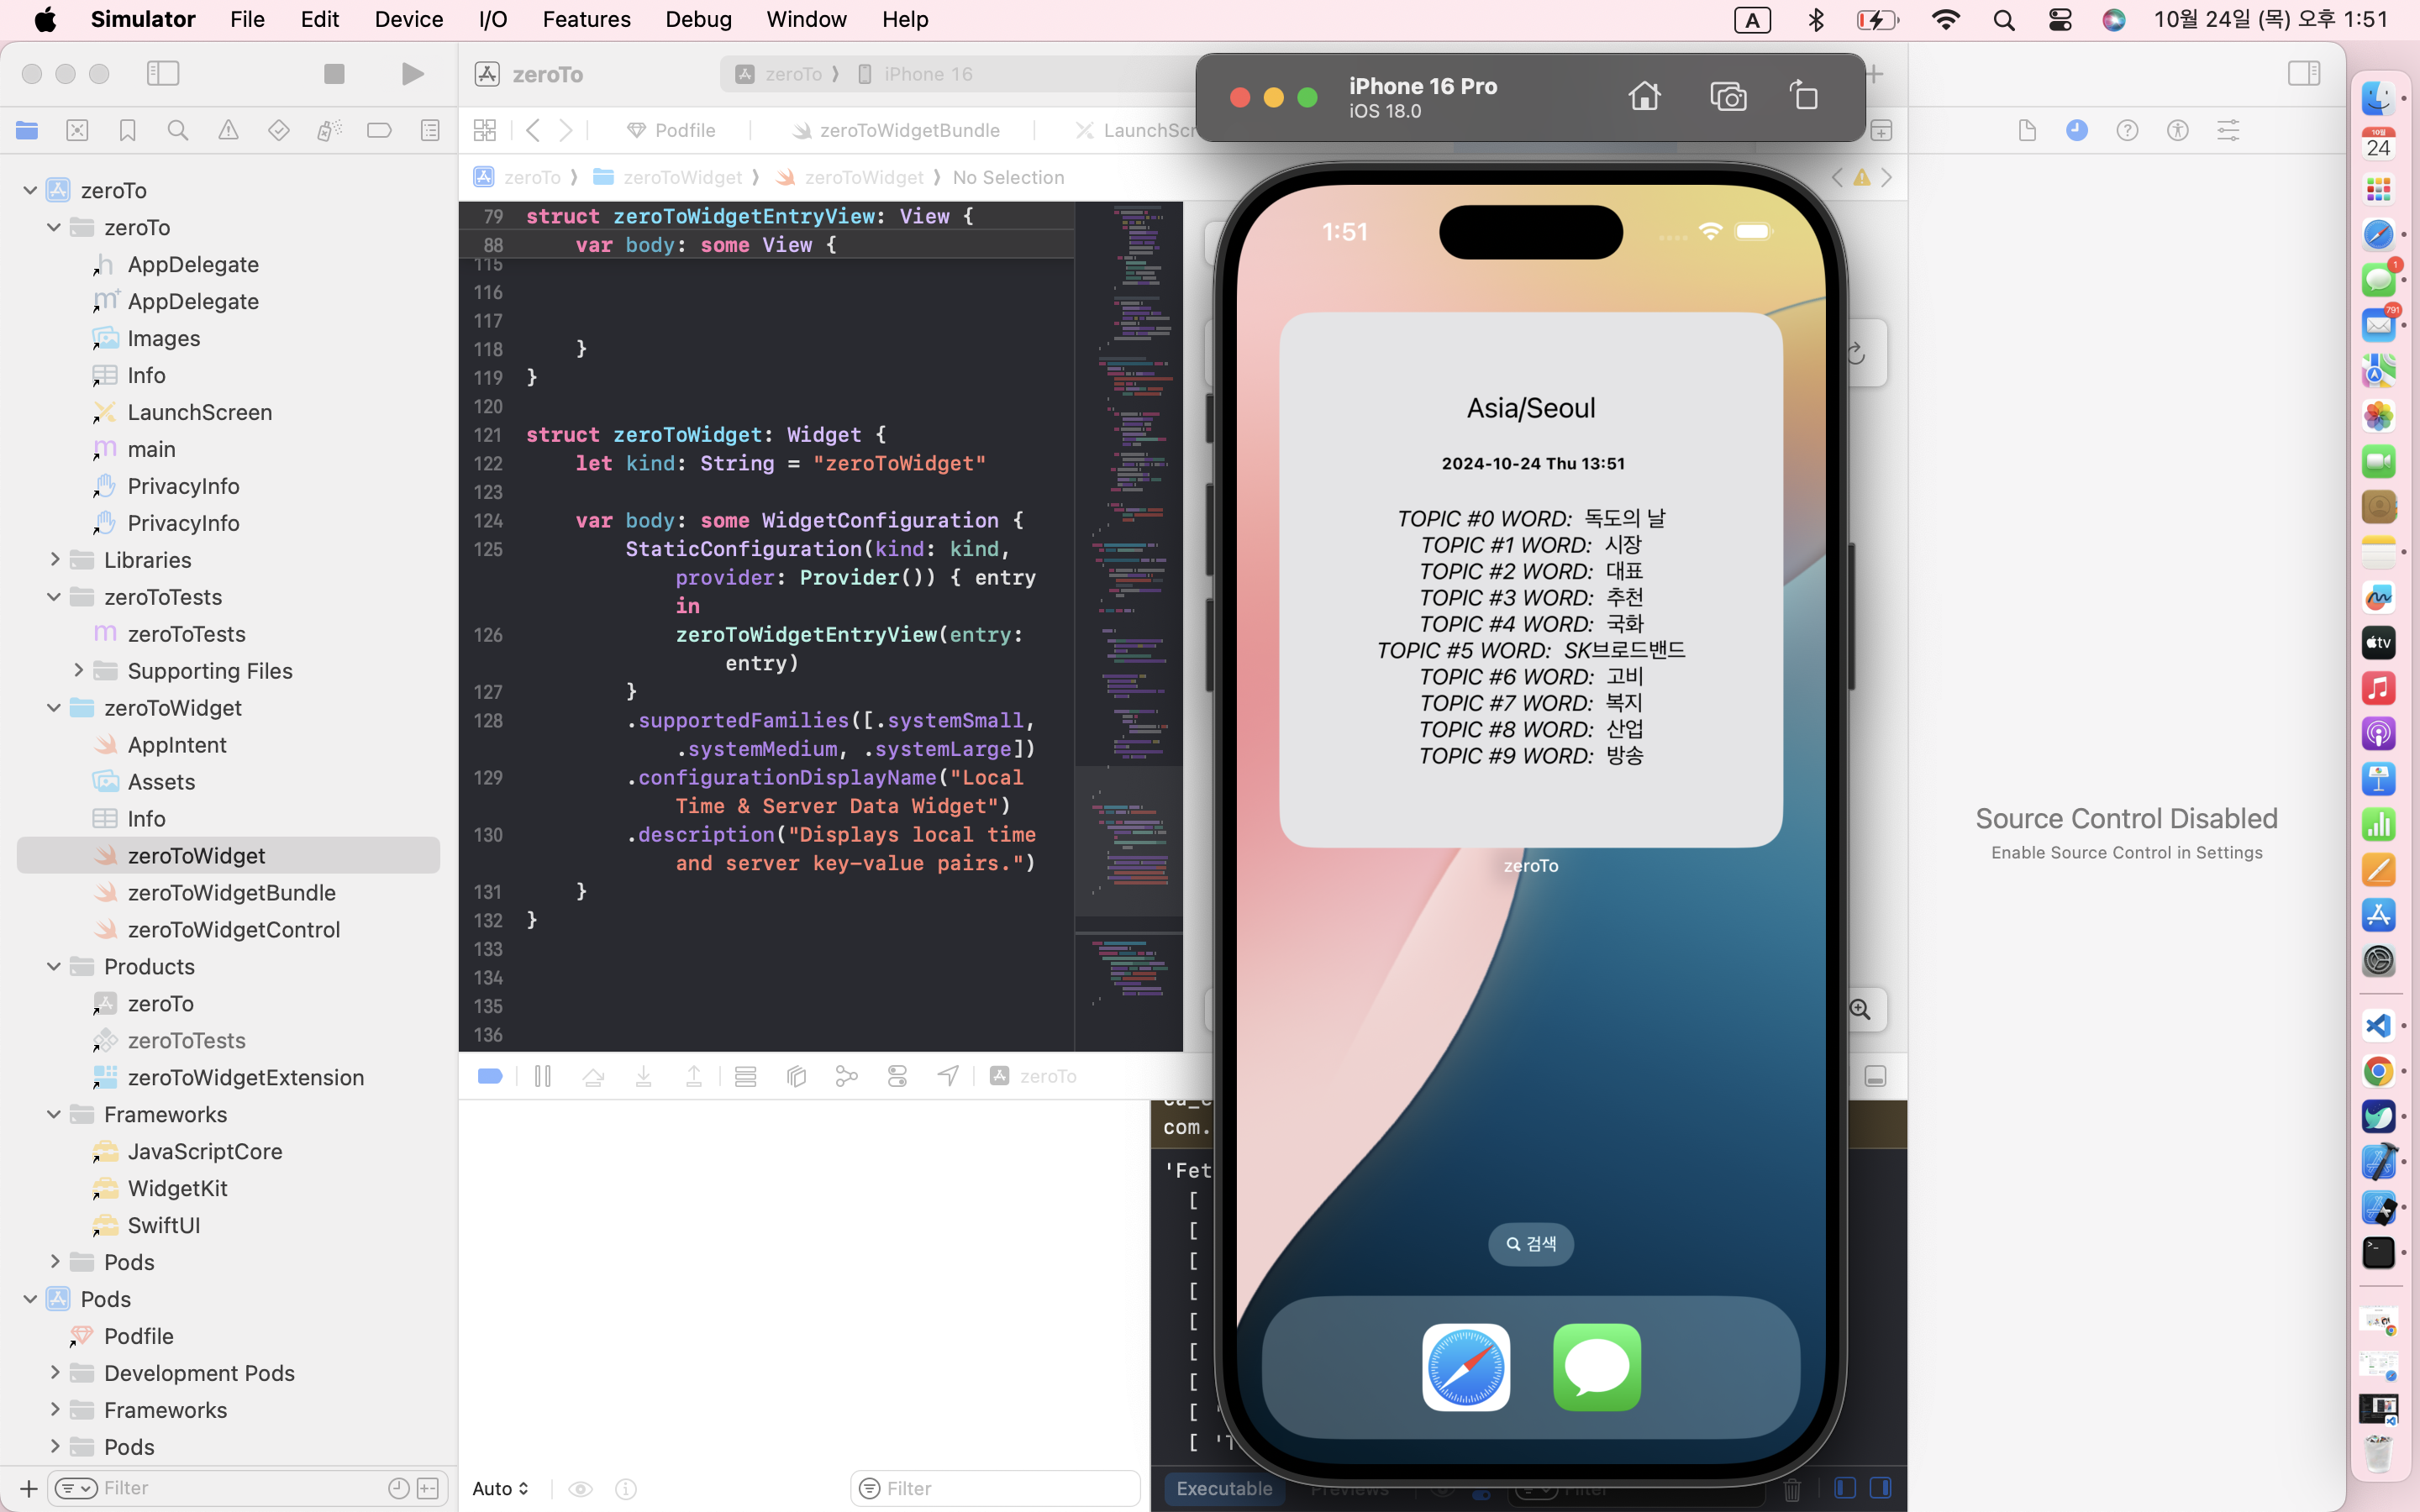 Simulator File Edit Device I/O Features Debug Window Help
A
10월 24일 (목) 오후 1:51
zeroTo
zeroTo ⟩ iPhone 16
iPhone 16 Pro
iOS 18.0
Podfile
zeroToWidgetBundle
LaunchScr
zeroTo ⟩ zeroToWidget ⟩ zeroToWidget ⟩ No Selection
zeroTo
zeroTo
AppDelegate
AppDelegate
Images
Info
LaunchScreen
main
PrivacyInfo
PrivacyInfo
Libraries
zeroToTests
zeroToTests
Supporting Files
zeroToWidget
AppIntent
Assets
Info
zeroToWidget
zeroToWidgetBundle
zeroToWidgetControl
Products
zeroTo
zeroToTests
zeroToWidgetExtension
Frameworks
JavaScriptCore
WidgetKit
SwiftUI
Pods
Pods
Podfile
Development Pods
Frameworks
Pods
Filter
79 struct zeroToWidgetEntryView: View {
88 var body: some View {
115
116
117
118 }
119 }
120
121 struct zeroToWidget: Widget {
122 let kind: String = "zeroToWidget"
123
124 var body: some WidgetConfiguration {
125 StaticConfiguration(kind: kind,
provider: Provider()) { entry
in
126 zeroToWidgetEntryView(entry:
entry)
127 }
128 .supportedFamilies([.systemSmall,
.systemMedium, .systemLarge])
129 .configurationDisplayName("Local
Time & Server Data Widget")
130 .description("Displays local time
and server key-value pairs.")
131 }
132 }
133
134
135
136
zeroTo
Auto
Filter
com.
'Fet
[
[
[
[
[
[
[
[ '
[ 'T
Executable Previews Filter
1:51
Asia/Seoul
2024-10-24 Thu 13:51
TOPIC #0 WORD: 독도의 날
TOPIC #1 WORD: 시장
TOPIC #2 WORD: 대표
TOPIC #3 WORD: 추천
TOPIC #4 WORD: 국화
TOPIC #5 WORD: SK브로드밴드
TOPIC #6 WORD: 고비
TOPIC #7 WORD: 복지
TOPIC #8 WORD: 산업
TOPIC #9 WORD: 방송
zeroTo
검색
Source Control Disabled
Enable Source Control in Settings
10월
24
1
791
tv